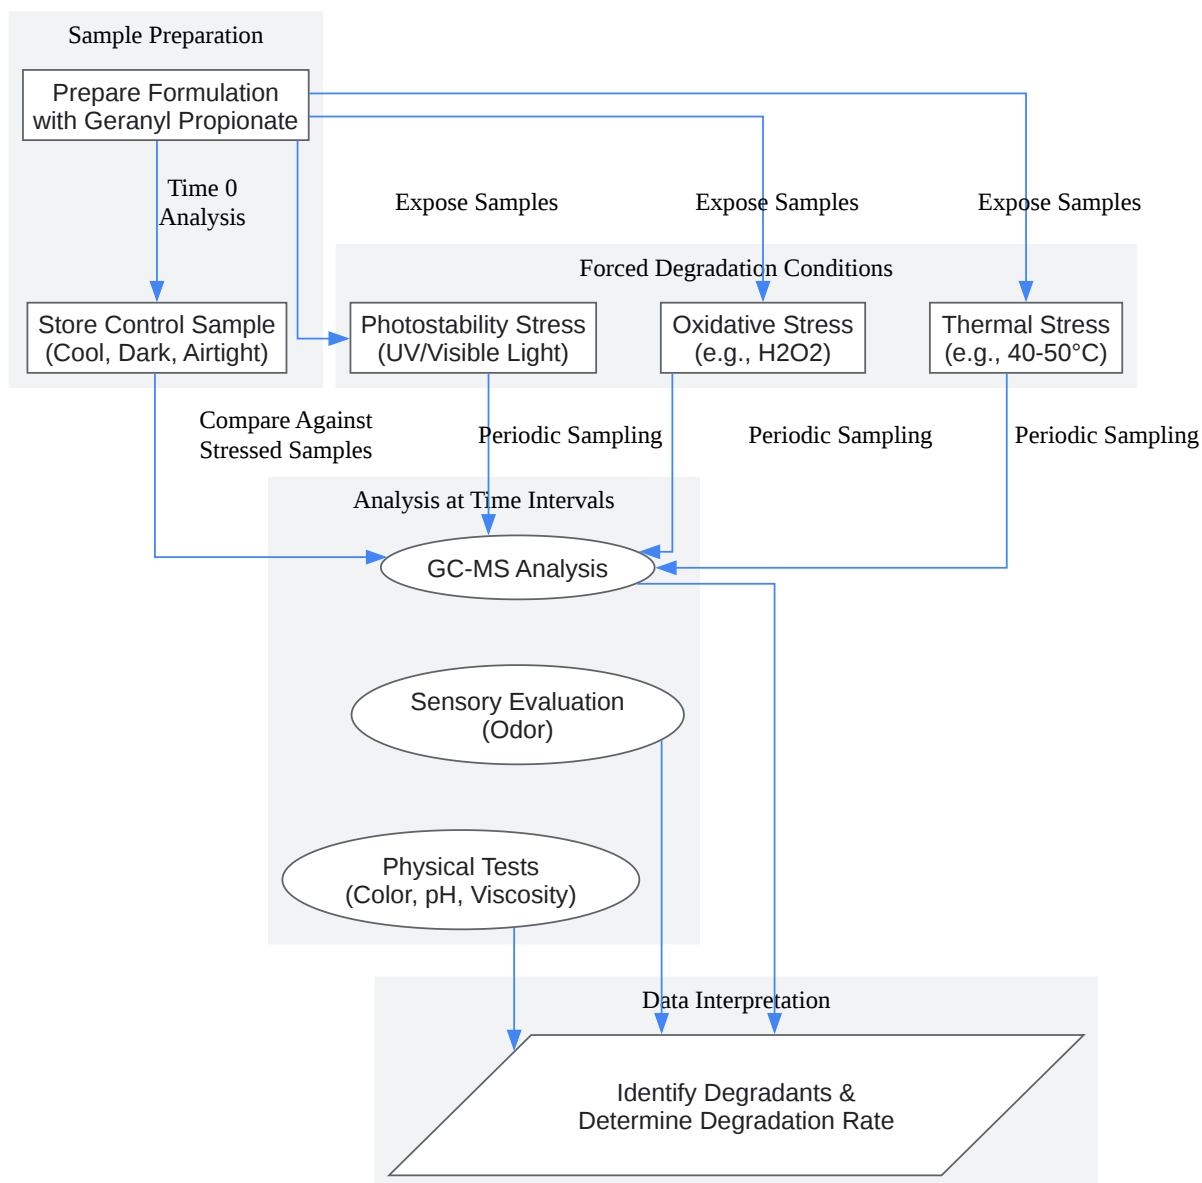 Sample Preparation
Prepare Formulation
with Geranyl Propionate
Time 0
Analysis
Expose Samples
Expose Samples
Expose Samples
Forced Degradation Conditions
Store Control Sample
(Cool, Dark, Airtight)
Photostability Stress
(UV/Visible Light)
Oxidative Stress
(e.g., H2O2)
Thermal Stress
(e.g., 40-50°C)
Compare Against
Stressed Samples
Periodic Sampling
Periodic Sampling
Periodic Sampling
Analysis at Time Intervals
GC-MS Analysis
Sensory Evaluation
(Odor)
Physical Tests
(Color, pH, Viscosity)
Data Interpretation
Identify Degradants &
Determine Degradation Rate